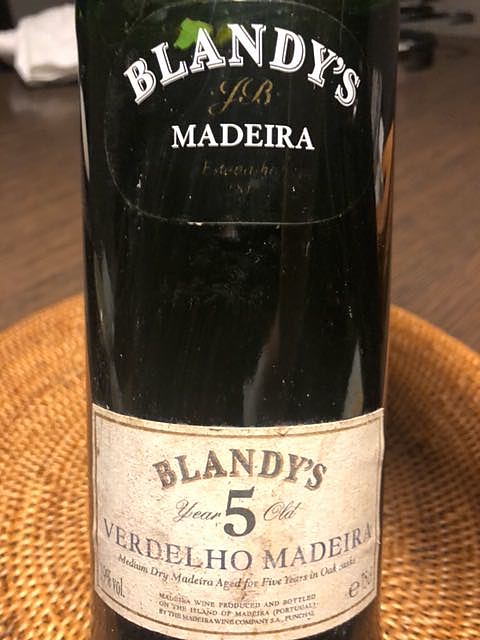 BLANDY'S
J.B
MADEIRA
BLANDY'S
Year 5 Old
VERDELHO MADEIRA
Medium Dry Madeira Aged for Five Years in Oak casks
% vol. e
MADEIRA WINE PRODUCED AND BOTTLED
ON THE ISLAND OF MADEIRA (PORTUGAL)
BY THE MADEIRA WINE COMPANY S.A., FUNCHAL